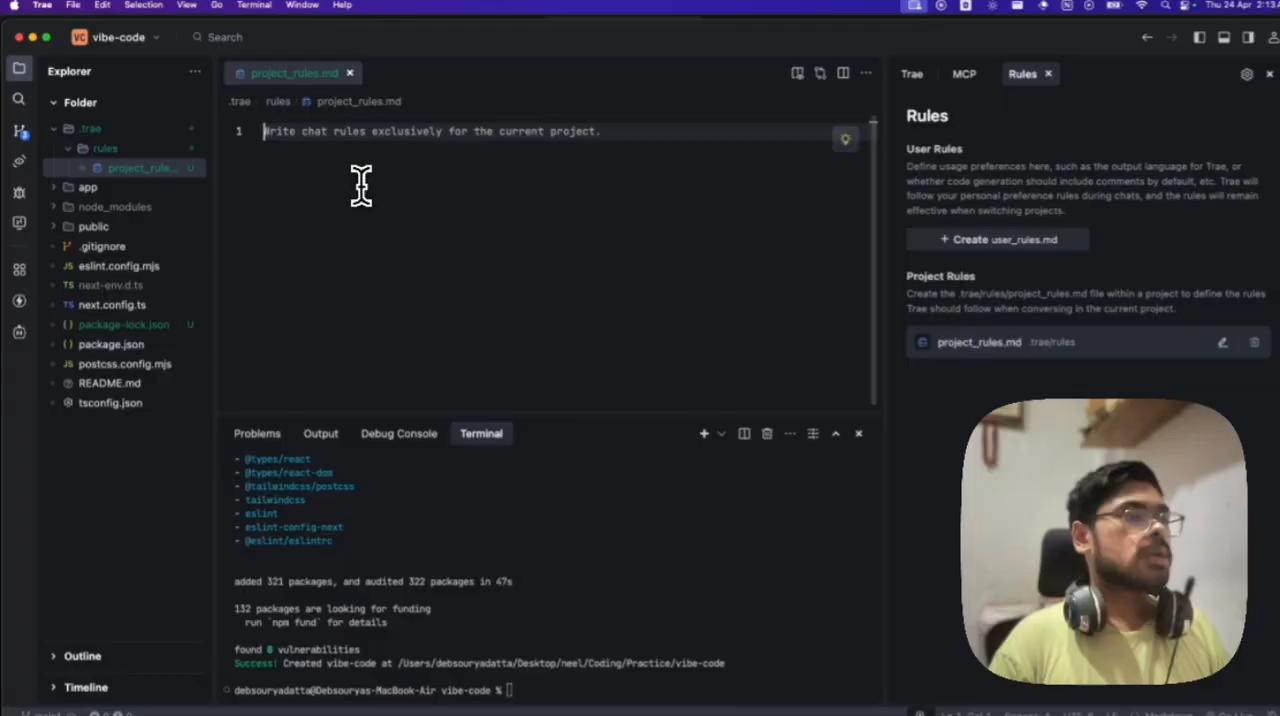 Trae File Edit Selection View Go Terminal Window Help
Thu 24 Apr 2:13
VC vibe-code
Search
Explorer
project_rules.md
Trae MCP Rules
Folder
.trae rules project_rules.md
.trae
rules
project_rule... U
app
node_modules
public
.gitignore
JS eslint.config.mjs
TS next-env.d.ts
TS next.config.ts
{} package-lock.json U
{} package.json
JS postcss.config.mjs
README.md
tsconfig.json
Outline
Timeline
1 Write chat rules exclusively for the current project.
Rules
User Rules
Define usage preferences here, such as the output language for Trae, or
whether code generation should include comments by default, etc. Trae will
follow your personal preference rules during chats, and the rules will remain
effective when switching projects.
+ Create user_rules.md
Project Rules
Create the .trae/rules/project_rules.md file within a project to define the rules
Trae should follow when conversing in the current project.
project_rules.md .trae/rules
Problems Output Debug Console Terminal
- @types/react
- @types/react-dom
- @tailwindcss/postcss
- tailwindcss
- eslint
- eslint-config-next
- @eslint/eslintrc
added 321 packages, and audited 322 packages in 47s
132 packages are looking for funding
run `npm fund` for details
found 0 vulnerabilities
Success! Created vibe-code at /Users/debsouryadatta/Desktop/neel/Coding/Practice/vibe-code
debsouryadatta@Debsouryas-MacBook-Air vibe-code %